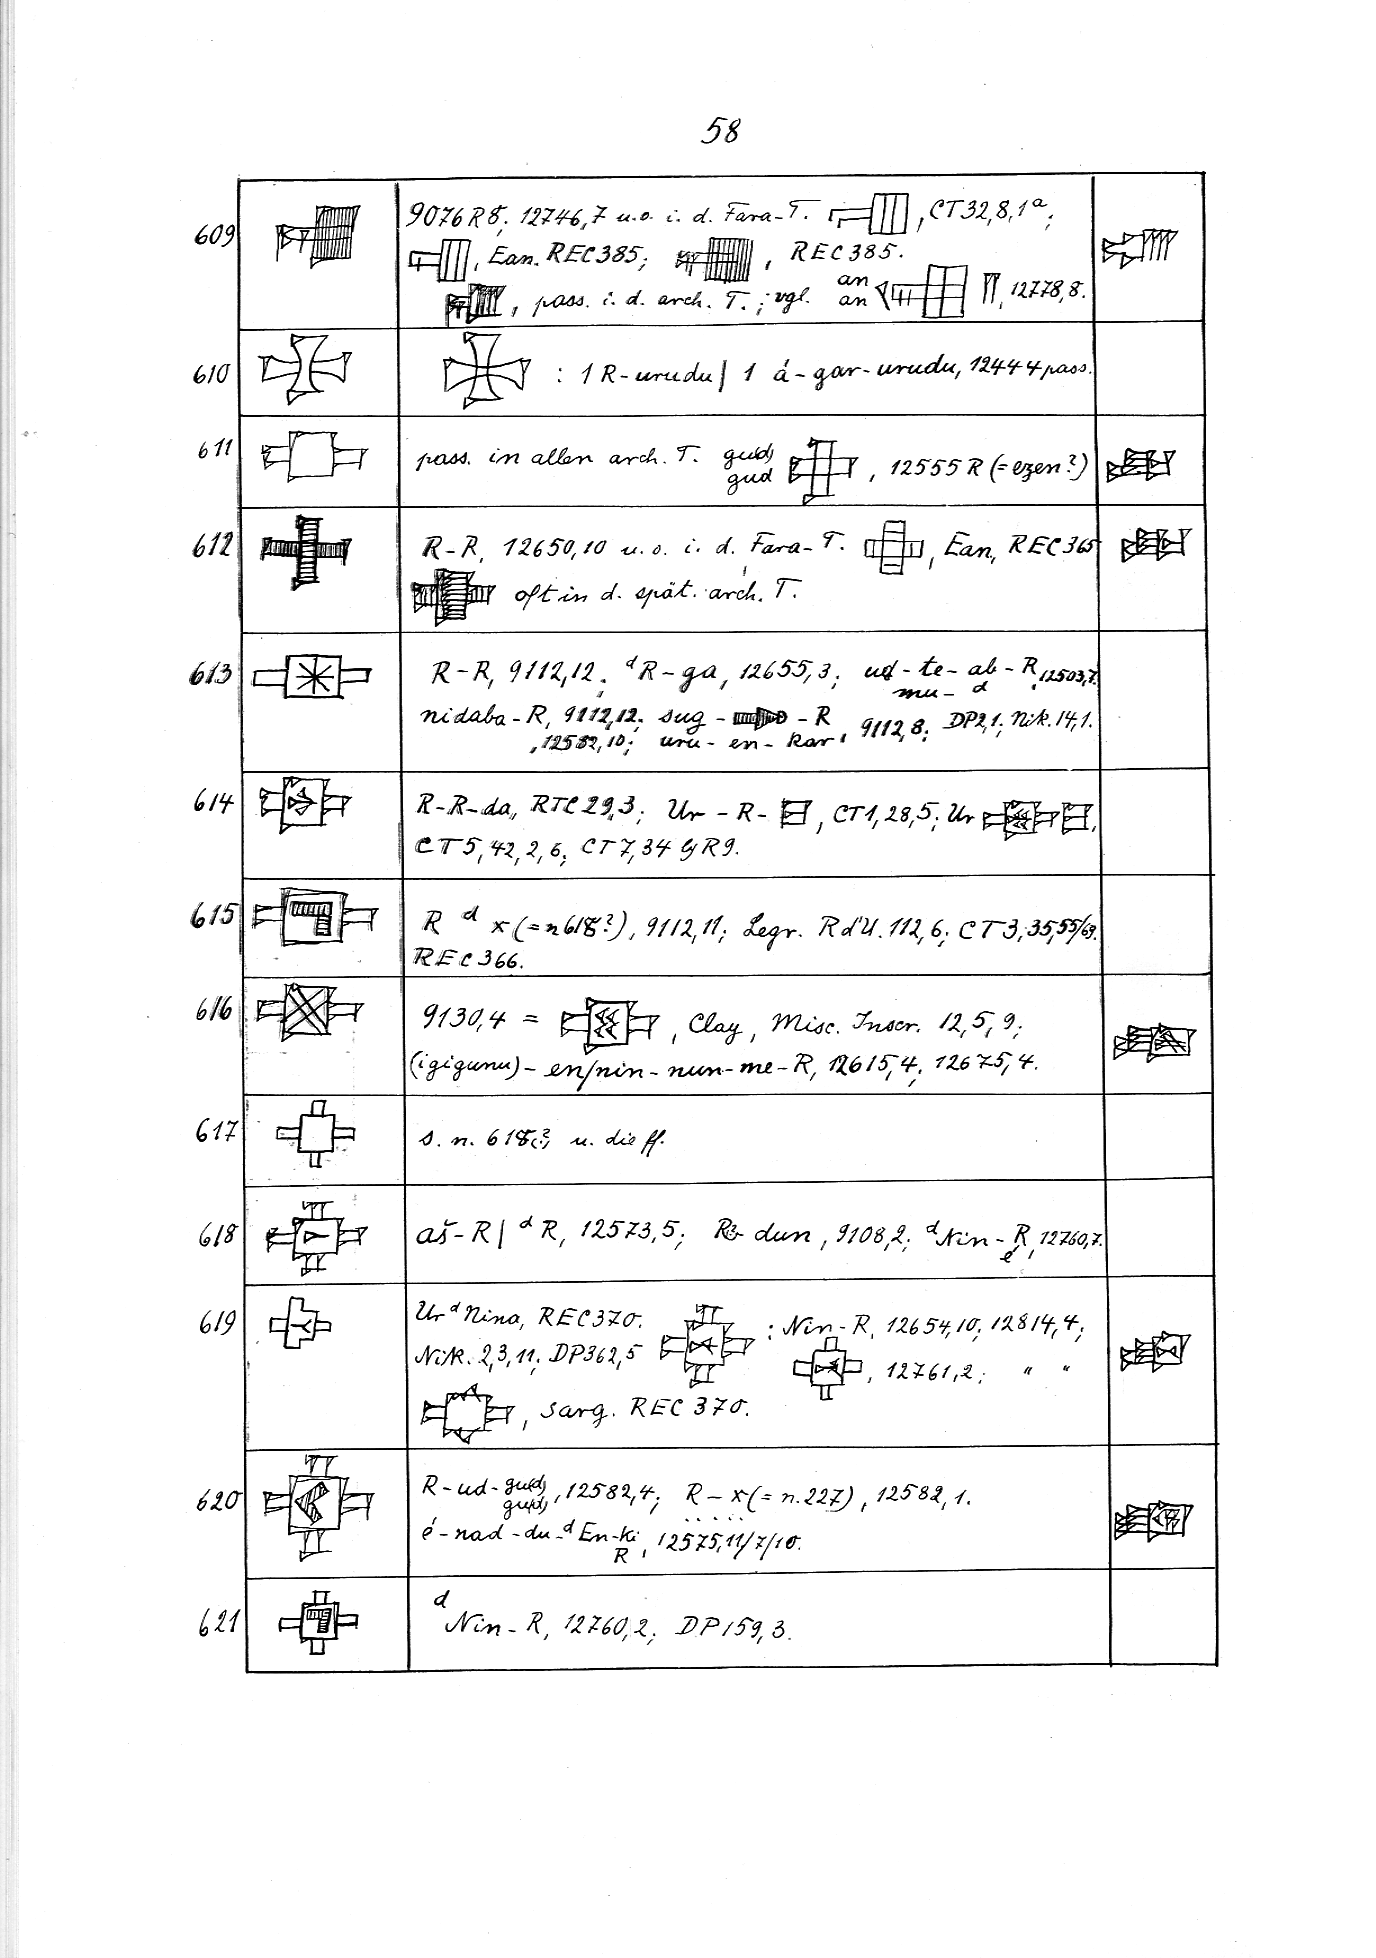 58
609
9076 R 8; 12746,7 u.o. i. d. Fara-T. , CT 32, 8, 1a;
, Ean. REC 385; , REC 385.
, pass. i. d. arch. T.; vgl. an an , 12778,8.
610
: 1 R-urudu | 1 á-gar-urudu, 12444 pass.
611
pass. in allen arch. T. gud gud , 12555 R (= ezen?)
612
R-R, 12650,10 u. o. i. d. Fara-T. , Ean, REC 365
oft in d. spät. arch. T.
613
R-R, 9112,12; d R-ga, 12655,3; ud-te-ab-R, 12503,7.
mu-d
nidaba-R, 9112,12; sug- -R 9112,8; DP 2,1; Nik. 14,1.
, 12582,10; uru-en-kar
614
R-R-da, RTC 29,3; Ur-R- , CT 1, 28, 5; Ur ,
CT 5, 42, 2, 6; CT 7, 34 R 9.
615
R d x (= n 618?), 9112,11; Legr. R d'U. 112, 6; CT 3, 35, 55/63.
REC 366.
616
9130,4 = , Clay, Misc. Inscr. 12, 5, 9;
(igigunu)-en/nin-nun-me-R, 12615,4; 12675,4.
617
s. n. 618?; u. die ff.
618
aš-R | d R, 12573,5; R- dun, 9108,2; d Nin-R, 12760,7.
é
619
Ur d Nina, REC 370. : Nin-R, 12654,10; 12814,4;
Nik. 2,3,11; DP 362,5 , 12761,2; " "
, sarg. REC 370.
620
R-ud-gud, 12582,4; R-x (= n. 227), 12582,1.
gud
é-nad-du-d En-ki, 12575,11/7/10.
R
621
d
Nin-R, 12760,2; DP 159,3.